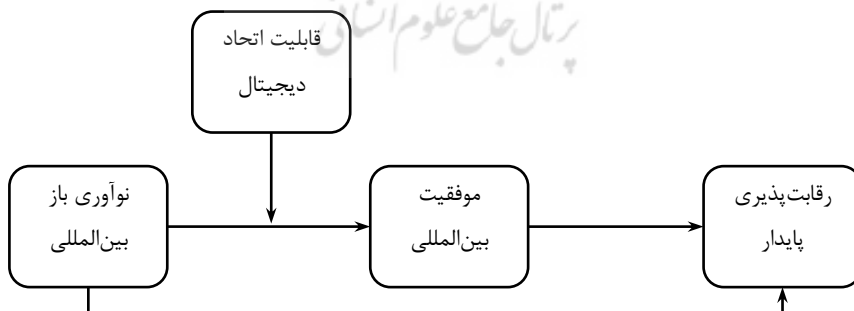 پرتال جامع علوم انسانی
قابلیت اتحاد
دیجیتال
رقابت‌پذیری
پایدار
موفقیت
بین‌المللی
نوآوری باز
بین‌المللی